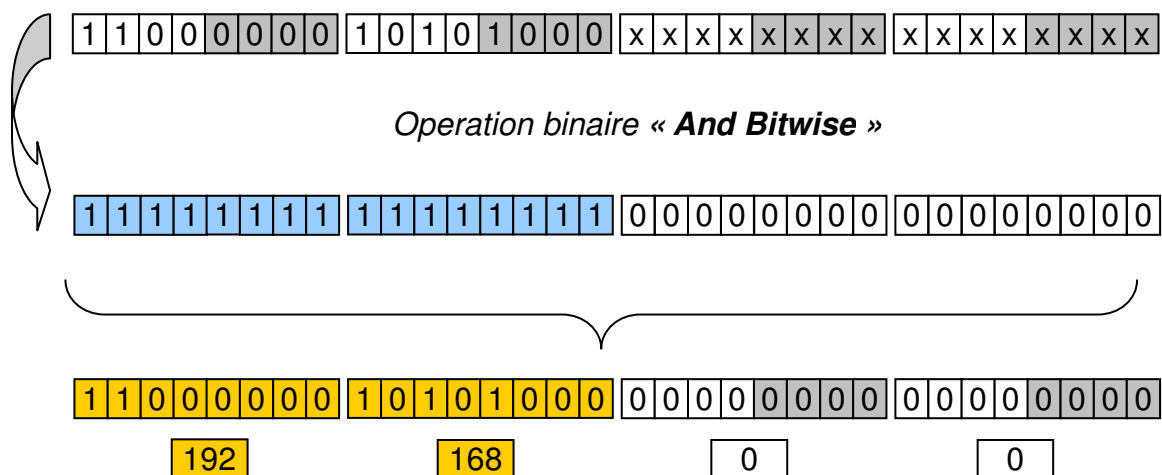 1 1 0 0 0 0 0 0 1 0 1 0 1 0 0 0 x x x x x x x x x x x x x x x x
Operation binaire « And Bitwise »
1 1 1 1 1 1 1 1 1 1 1 1 1 1 1 1 0 0 0 0 0 0 0 0 0 0 0 0 0 0 0 0
1 1 0 0 0 0 0 0 1 0 1 0 1 0 0 0 0 0 0 0 0 0 0 0 0 0 0 0 0 0 0 0
192 168 0 0